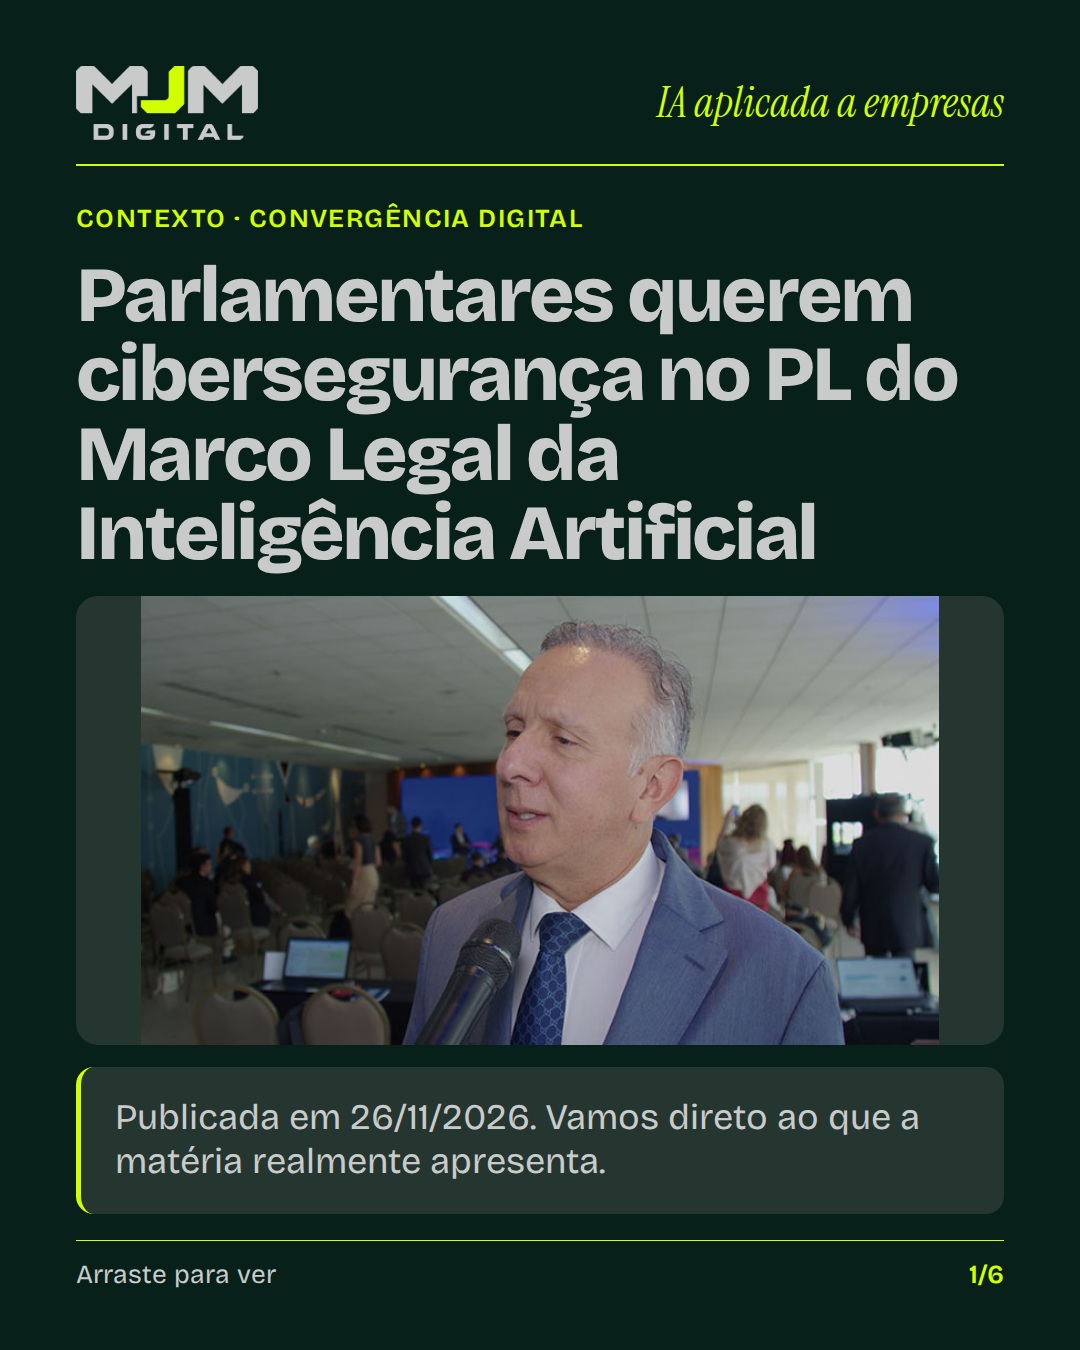 MJM
DIGITAL
IA aplicada a empresas
CONTEXTO · CONVERGÊNCIA DIGITAL
Parlamentares querem
cibersegurança no PL do
Marco Legal da
Inteligência Artificial
Publicada em 26/11/2026. Vamos direto ao que a
matéria realmente apresenta.
Arraste para ver
1/6